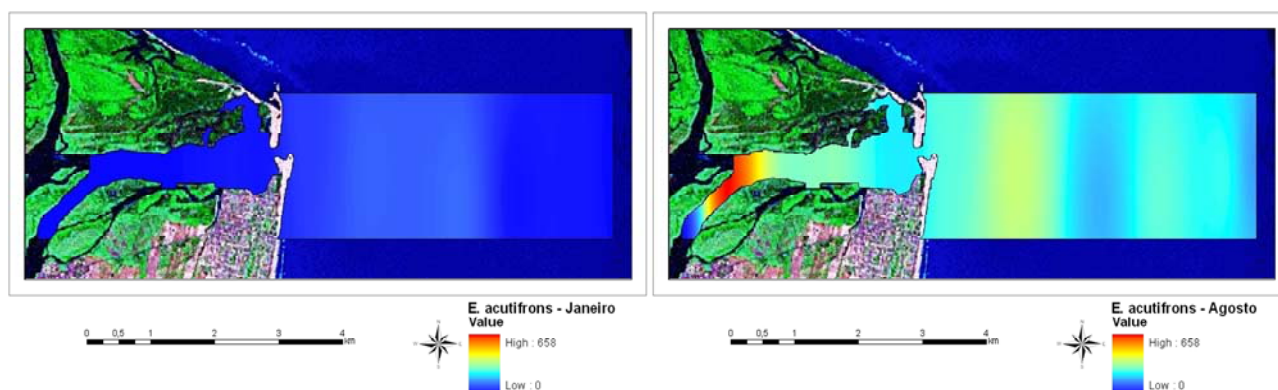 0 0,5 1 2 3 4
km
N
E. acutifrons - Janeiro
Value
High : 658
Low : 0
0 0,5 1 2 3 4
km
N
E. acutifrons - Agosto
Value
High : 658
Low : 0